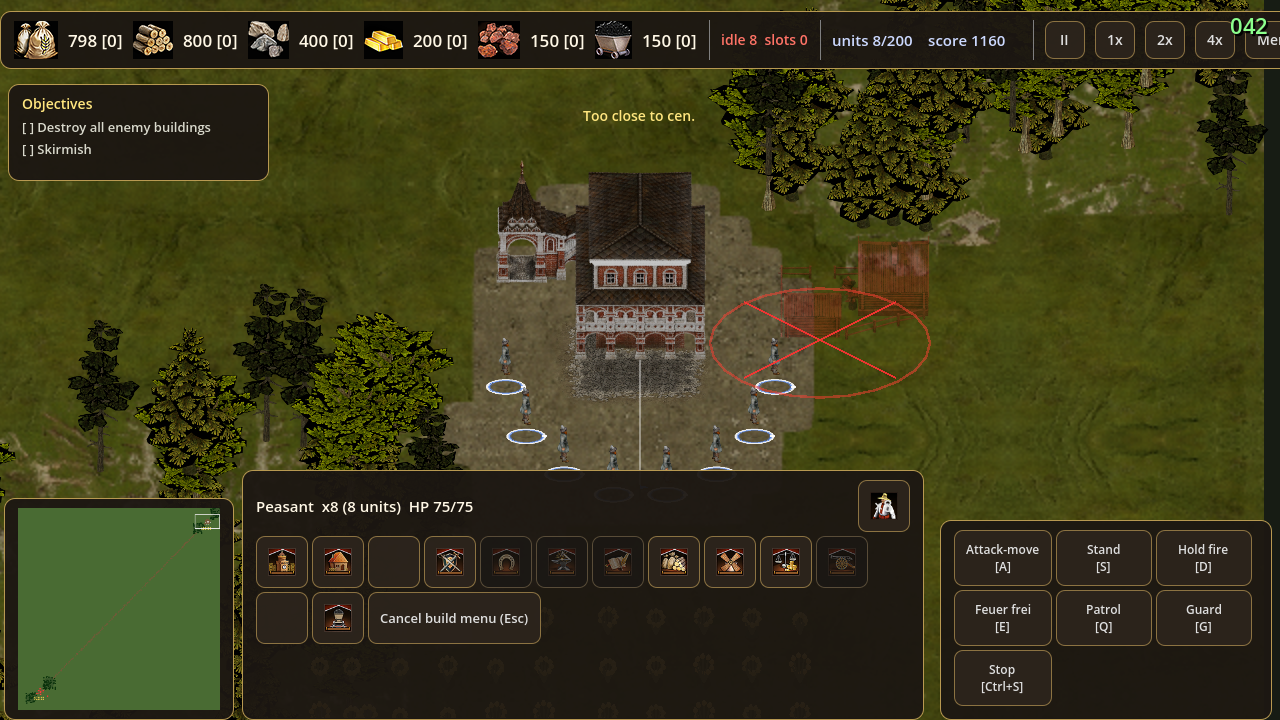 798 [0] 800 [0] 400 [0] 200 [0] 150 [0] 150 [0] idle 8 slots 0 units 8/200 score 1160 II 1x 2x 4x 042
Objectives
[ ] Destroy all enemy buildings
[ ] Skirmish
Too close to cen.
Peasant x8 (8 units) HP 75/75
Cancel build menu (Esc)
Attack-move
[A]
Stand
[S]
Hold fire
[D]
Feuer frei
[E]
Patrol
[Q]
Guard
[G]
Stop
[Ctrl+S]